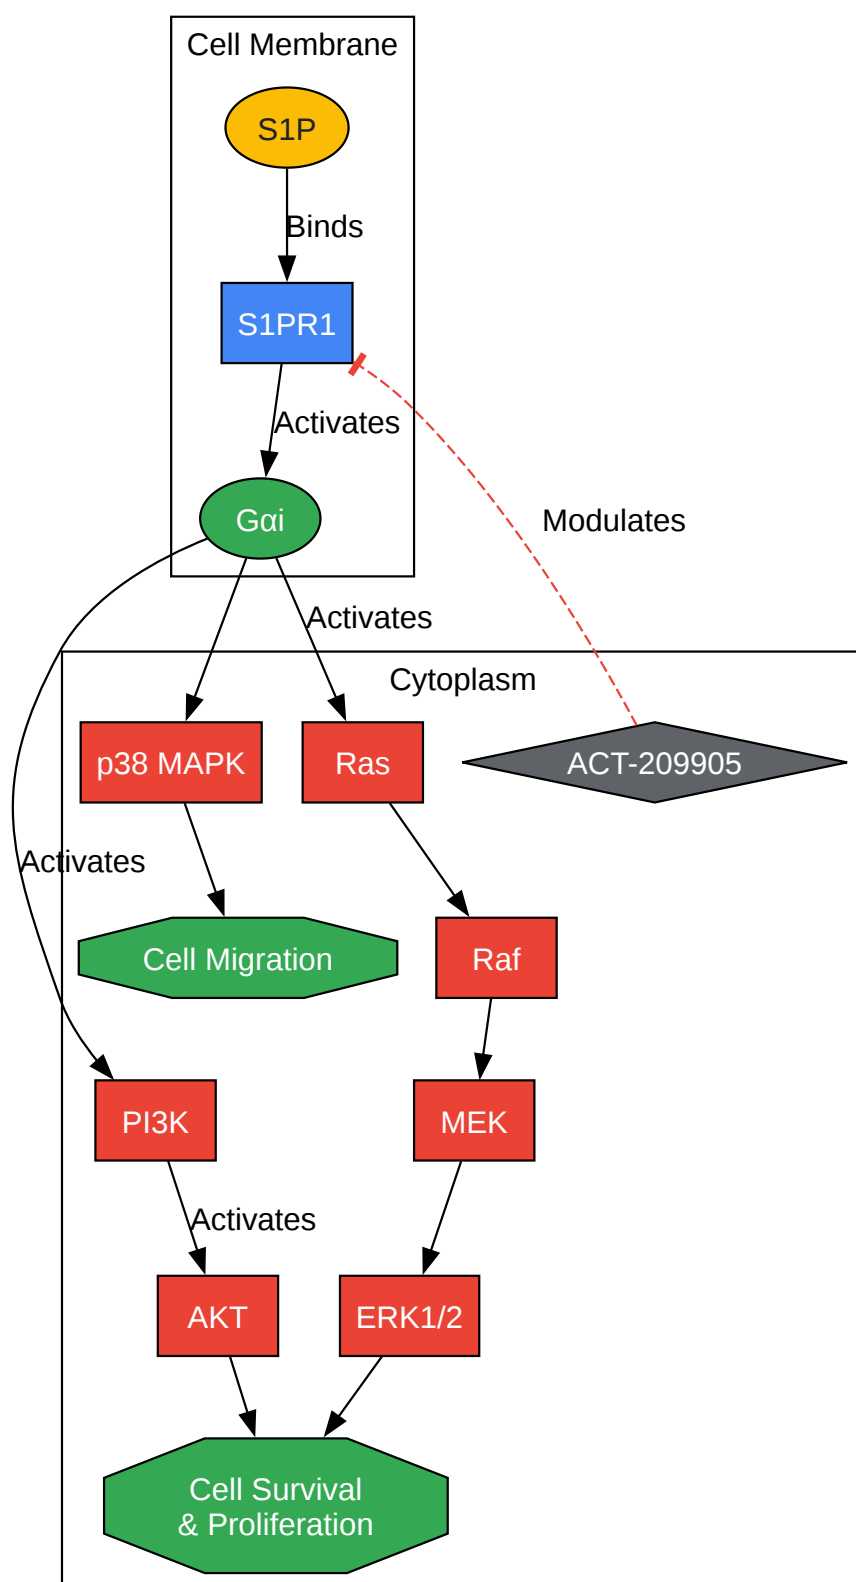 Cell Membrane
S1P
Binds
S1PR1
Activates
Gαi
Modulates
Activates
Cytoplasm
p38 MAPK
Ras
ACT-209905
Activates
Cell Migration
Raf
PI3K
MEK
Activates
AKT
ERK1/2
Cell Survival
& Proliferation